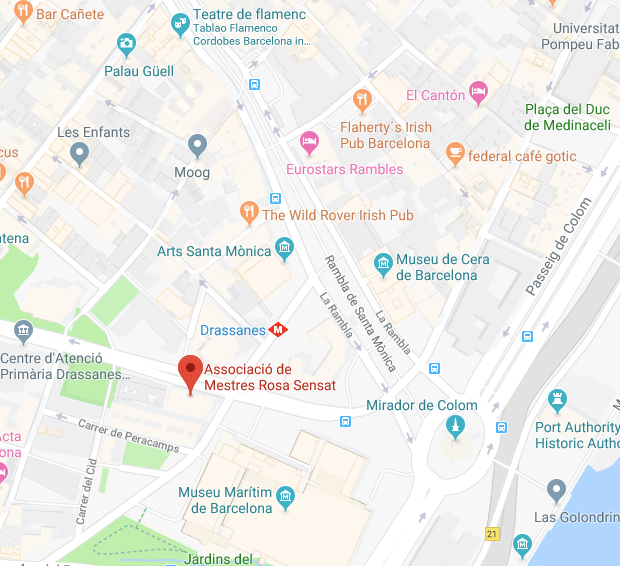 Bar Cañete
Teatre de flamenc
Tablao Flamenco
Cordobes Barcelona in...
Universitat
Pompeu Fab
Palau Güell
El Cantón
Plaça del Duc
de Medinaceli
Flaherty´s Irish
Pub Barcelona
Les Enfants
Moog
Eurostars Rambles
federal café gotic
cus
The Wild Rover Irish Pub
Passeig de Colom
Arts Santa Mònica
Museu de Cera
de Barcelona
Rambla de Santa Mònica
La Rambla
La Rambla
Drassanes
M
Centre d'Atenció
Primària Drassanes...
Associació de
Mestres Rosa Sensat
Mirador de Colom
Carrer de Peracamps
Port Authority
Historic Autho
Acta
ona
Carrer del Cid
Museu Marítim
de Barcelona
Las Golondrin
21
Jardins del